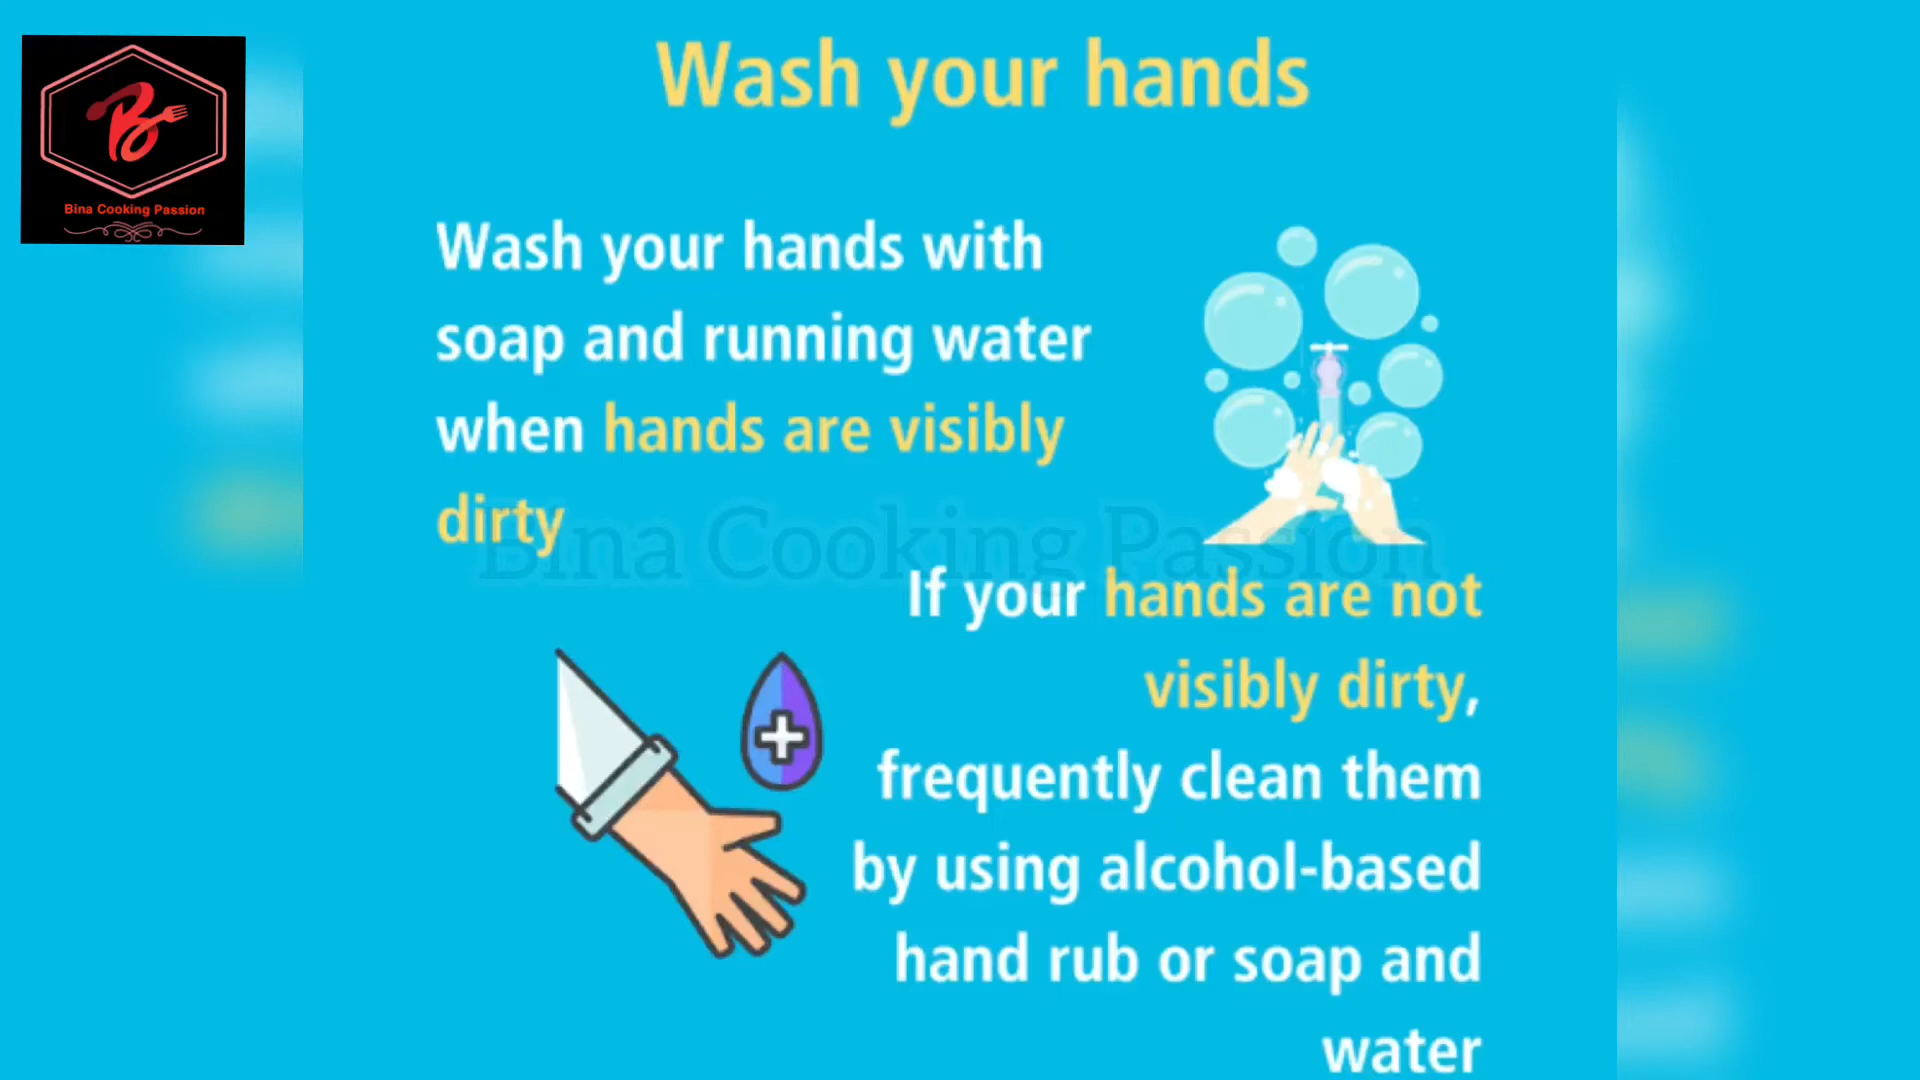 Wash your hands
Bina Cooking Passion
Wash your hands with
soap and running water
when hands are visibly
dirty
Bina Cooking Passion
If your hands are not
visibly dirty,
frequently clean them
by using alcohol-based
hand rub or soap and
water